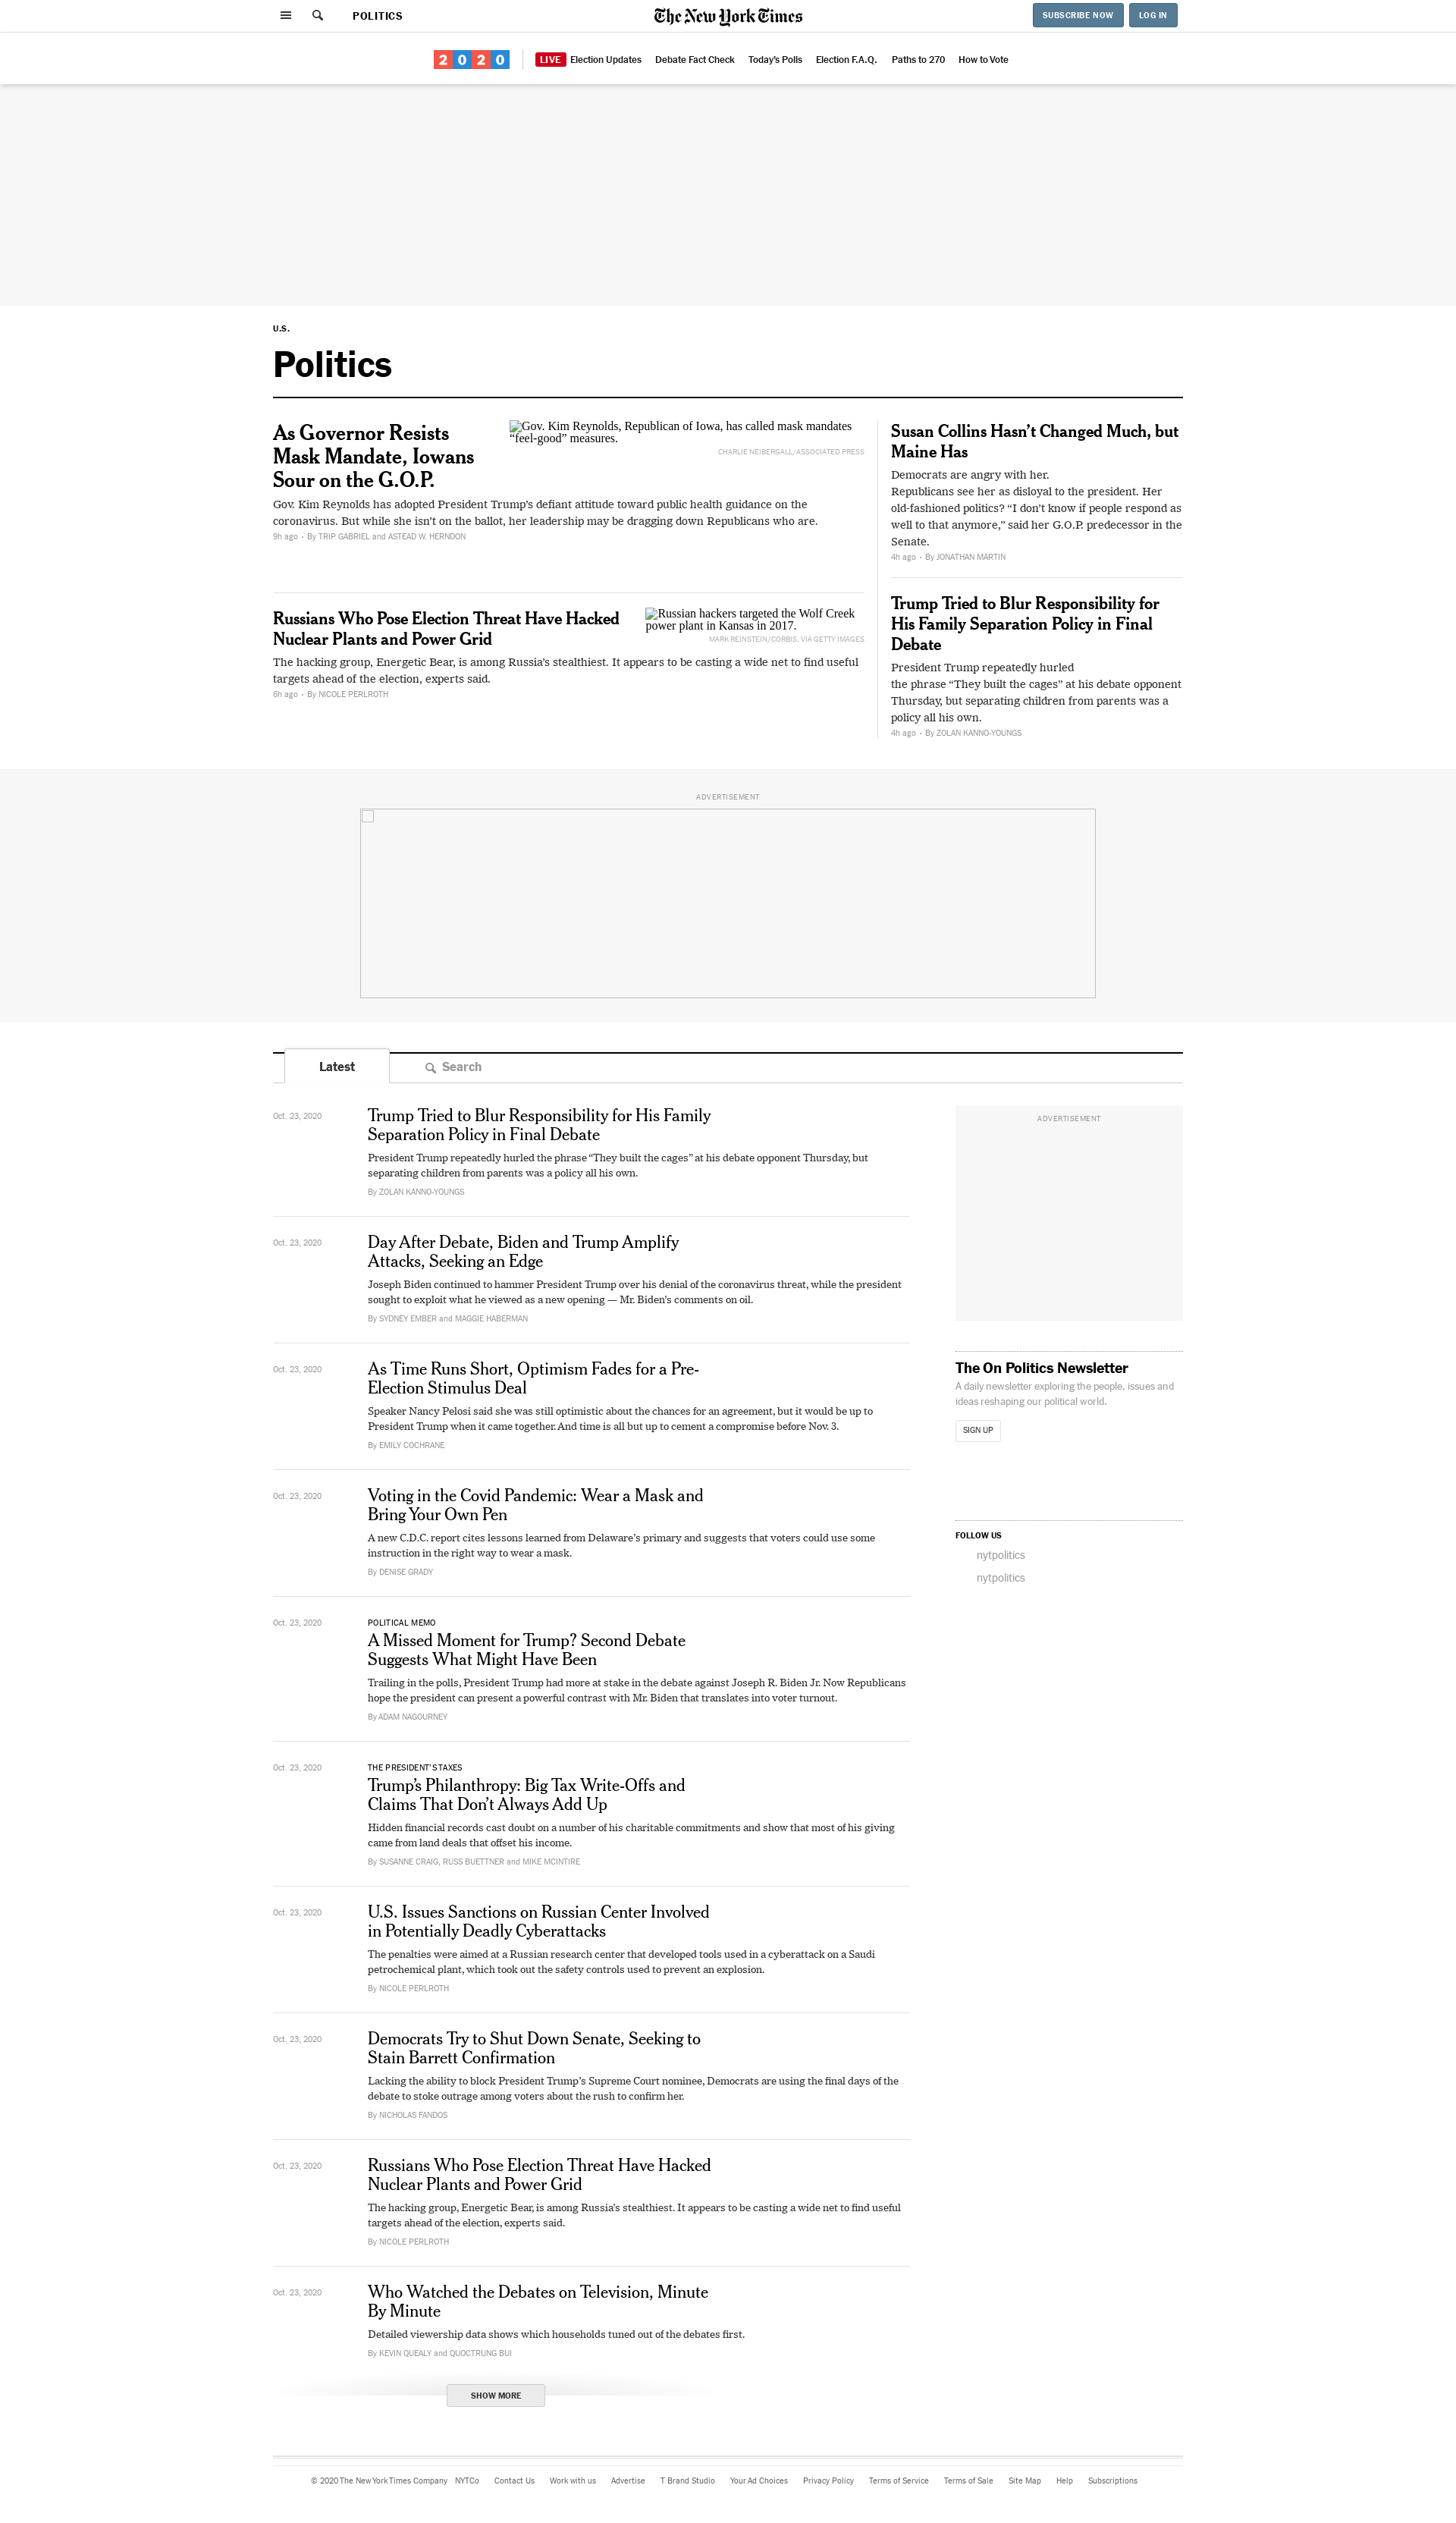 POLITICS
The New York Times
SUBSCRIBE NOW
LOG IN
2020
LIVE Election Updates
Debate Fact Check
Today's Polls
Election F.A.Q.
Paths to 270
How to Vote
U.S.
Politics
As Governor Resists
Mask Mandate, Iowans
Sour on the G.O.P.
Gov. Kim Reynolds, Republican of Iowa, has called mask mandates
“feel-good” measures.
CHARLIE NEIBERGALL/ASSOCIATED PRESS
Gov. Kim Reynolds has adopted President Trump’s defiant attitude toward public health guidance on the
coronavirus. But while she isn’t on the ballot, her leadership may be dragging down Republicans who are.
9h ago • By TRIP GABRIEL and ASTEAD W. HERNDON
Russians Who Pose Election Threat Have Hacked
Nuclear Plants and Power Grid
Russian hackers targeted the Wolf Creek
power plant in Kansas in 2017.
MARK REINSTEIN/CORBIS, VIA GETTY IMAGES
The hacking group, Energetic Bear, is among Russia’s stealthiest. It appears to be casting a wide net to find useful
targets ahead of the election, experts said.
6h ago • By NICOLE PERLROTH
Susan Collins Hasn’t Changed Much, but
Maine Has
Democrats are angry with her.
Republicans see her as disloyal to the president. Her
old-fashioned politics? “I don’t know if people respond as
well to that anymore,” said her G.O.P. predecessor in the
Senate.
4h ago • By JONATHAN MARTIN
Trump Tried to Blur Responsibility for
His Family Separation Policy in Final
Debate
President Trump repeatedly hurled
the phrase “They built the cages” at his debate opponent
Thursday, but separating children from parents was a
policy all his own.
4h ago • By ZOLAN KANNO-YOUNGS
ADVERTISEMENT
Latest
Search
Oct. 23, 2020
Trump Tried to Blur Responsibility for His Family
Separation Policy in Final Debate
President Trump repeatedly hurled the phrase “They built the cages” at his debate opponent Thursday, but
separating children from parents was a policy all his own.
By ZOLAN KANNO-YOUNGS
Oct. 23, 2020
Day After Debate, Biden and Trump Amplify
Attacks, Seeking an Edge
Joseph Biden continued to hammer President Trump over his denial of the coronavirus threat, while the president
sought to exploit what he viewed as a new opening — Mr. Biden’s comments on oil.
By SYDNEY EMBER and MAGGIE HABERMAN
Oct. 23, 2020
As Time Runs Short, Optimism Fades for a Pre-
Election Stimulus Deal
Speaker Nancy Pelosi said she was still optimistic about the chances for an agreement, but it would be up to
President Trump when it came together. And time is all but up to cement a compromise before Nov. 3.
By EMILY COCHRANE
Oct. 23, 2020
Voting in the Covid Pandemic: Wear a Mask and
Bring Your Own Pen
A new C.D.C. report cites lessons learned from Delaware’s primary and suggests that voters could use some
instruction in the right way to wear a mask.
By DENISE GRADY
Oct. 23, 2020
POLITICAL MEMO
A Missed Moment for Trump? Second Debate
Suggests What Might Have Been
Trailing in the polls, President Trump had more at stake in the debate against Joseph R. Biden Jr. Now Republicans
hope the president can present a powerful contrast with Mr. Biden that translates into voter turnout.
By ADAM NAGOURNEY
Oct. 23, 2020
THE PRESIDENT'S TAXES
Trump’s Philanthropy: Big Tax Write-Offs and
Claims That Don’t Always Add Up
Hidden financial records cast doubt on a number of his charitable commitments and show that most of his giving
came from land deals that offset his income.
By SUSANNE CRAIG, RUSS BUETTNER and MIKE MCINTIRE
Oct. 23, 2020
U.S. Issues Sanctions on Russian Center Involved
in Potentially Deadly Cyberattacks
The penalties were aimed at a Russian research center that developed tools used in a cyberattack on a Saudi
petrochemical plant, which took out the safety controls used to prevent an explosion.
By NICOLE PERLROTH
Oct. 23, 2020
Democrats Try to Shut Down Senate, Seeking to
Stain Barrett Confirmation
Lacking the ability to block President Trump’s Supreme Court nominee, Democrats are using the final days of the
debate to stoke outrage among voters about the rush to confirm her.
By NICHOLAS FANDOS
Oct. 23, 2020
Russians Who Pose Election Threat Have Hacked
Nuclear Plants and Power Grid
The hacking group, Energetic Bear, is among Russia’s stealthiest. It appears to be casting a wide net to find useful
targets ahead of the election, experts said.
By NICOLE PERLROTH
Oct. 23, 2020
Who Watched the Debates on Television, Minute
By Minute
Detailed viewership data shows which households tuned out of the debates first.
By KEVIN QUEALY and QUOCTRUNG BUI
SHOW MORE
ADVERTISEMENT
The On Politics Newsletter
A daily newsletter exploring the people, issues and
ideas reshaping our political world.
SIGN UP
FOLLOW US
nytpolitics
nytpolitics
© 2020 The New York Times Company
NYTCo
Contact Us
Work with us
Advertise
T Brand Studio
Your Ad Choices
Privacy Policy
Terms of Service
Terms of Sale
Site Map
Help
Subscriptions